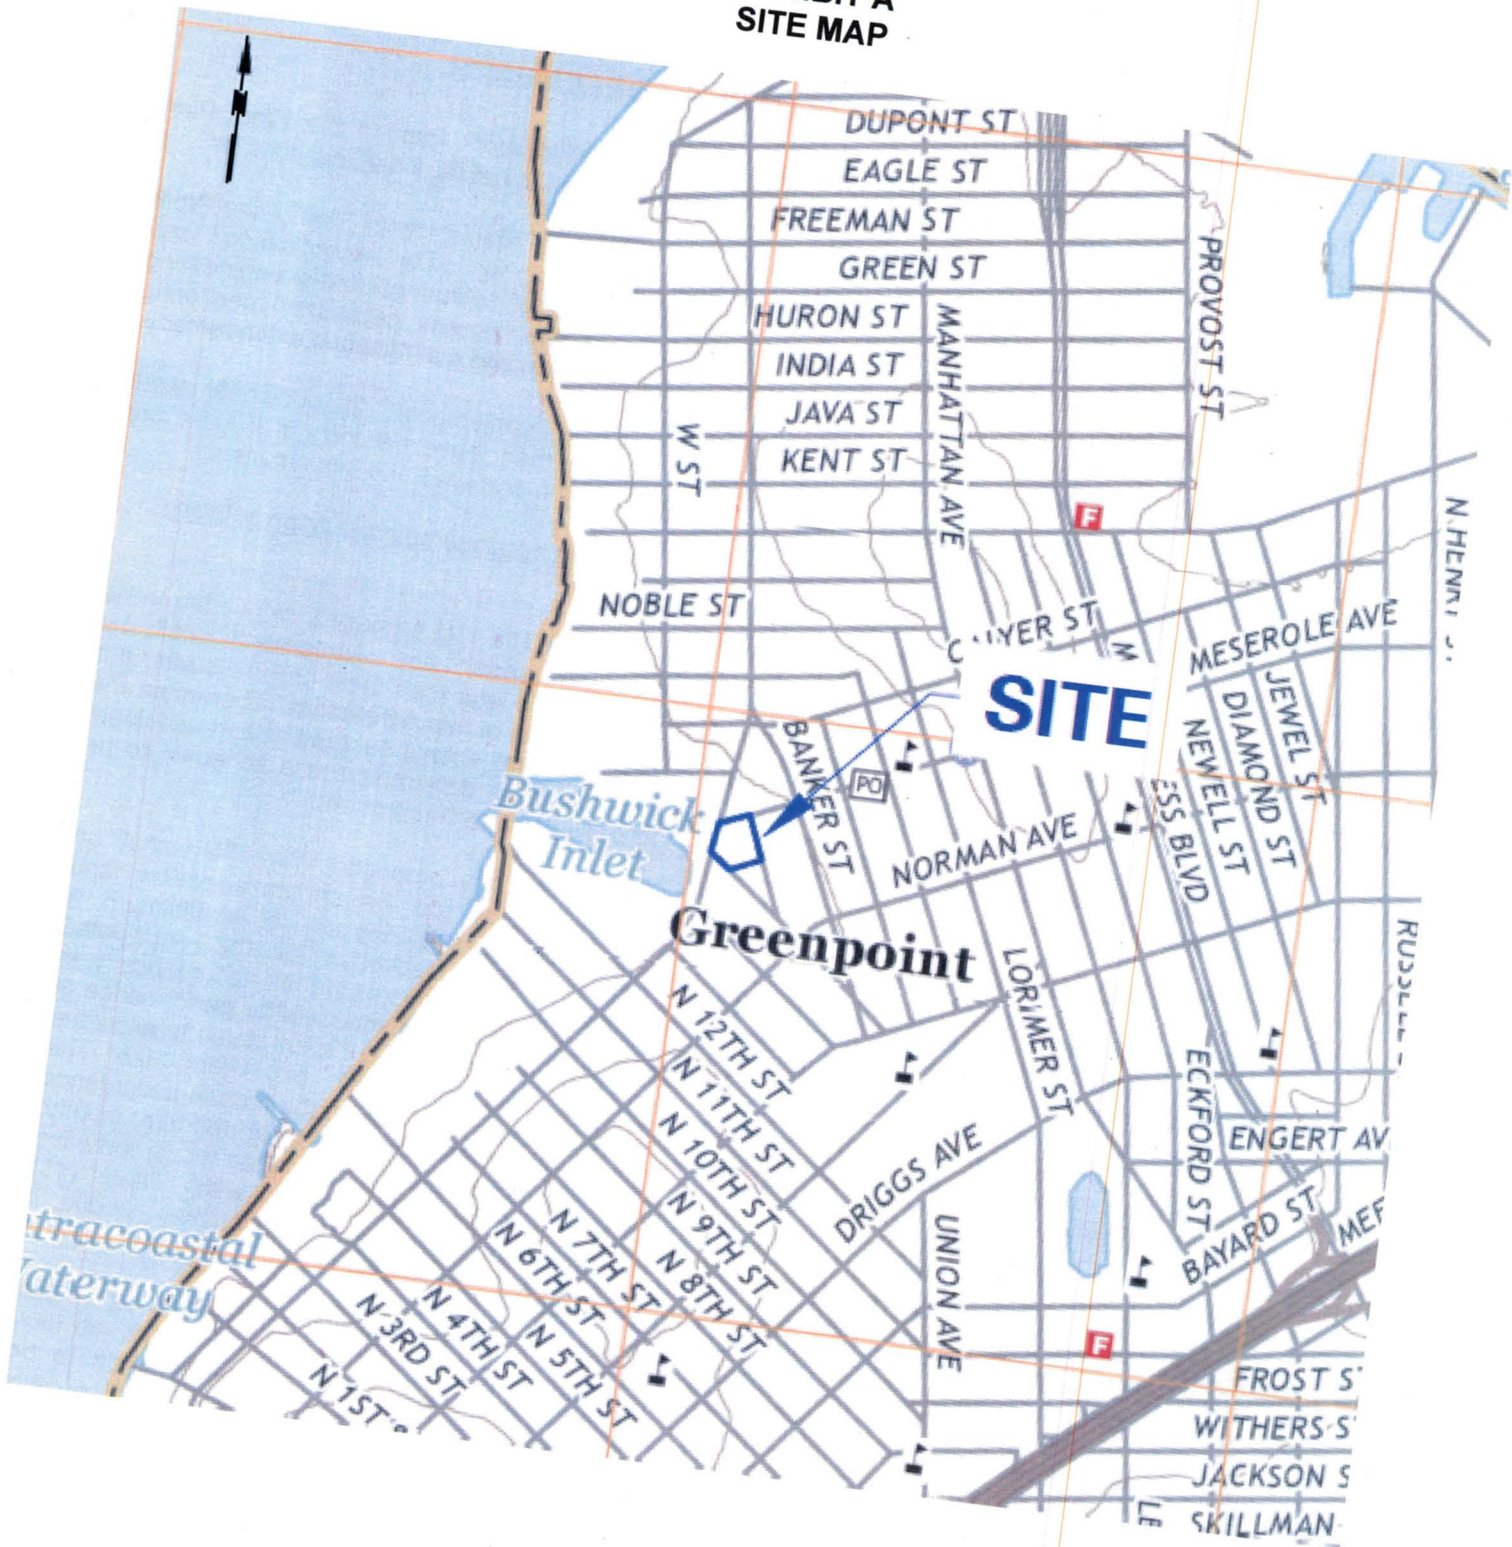 SITE MAP
N
DUPONT ST
EAGLE ST
FREEMAN ST
GREEN ST
HURON ST
INDIA ST
JAVA ST
KENT ST
MANHATTAN AVE
PROVOST ST
W ST
F
NOBLE ST
MESEROLE AVE
SITE
JEWEL ST
DIAMOND ST
NEWELL ST
BANKER ST
PO
Bushwick
Inlet
NORMAN AVE
BLVD
Greenpoint
LORIMER ST
N 12TH ST
N 11TH ST
N 10TH ST
N 9TH ST
N 8TH ST
N 7TH ST
N 6TH ST
N 5TH ST
N 4TH ST
N 3RD ST
N 1ST
DRIGGS AVE
UNION AVE
ECKFORD ST
ENGERT AV
BAYARD ST
F
FROST S
WITHERS S
JACKSON S
SKILLMAN